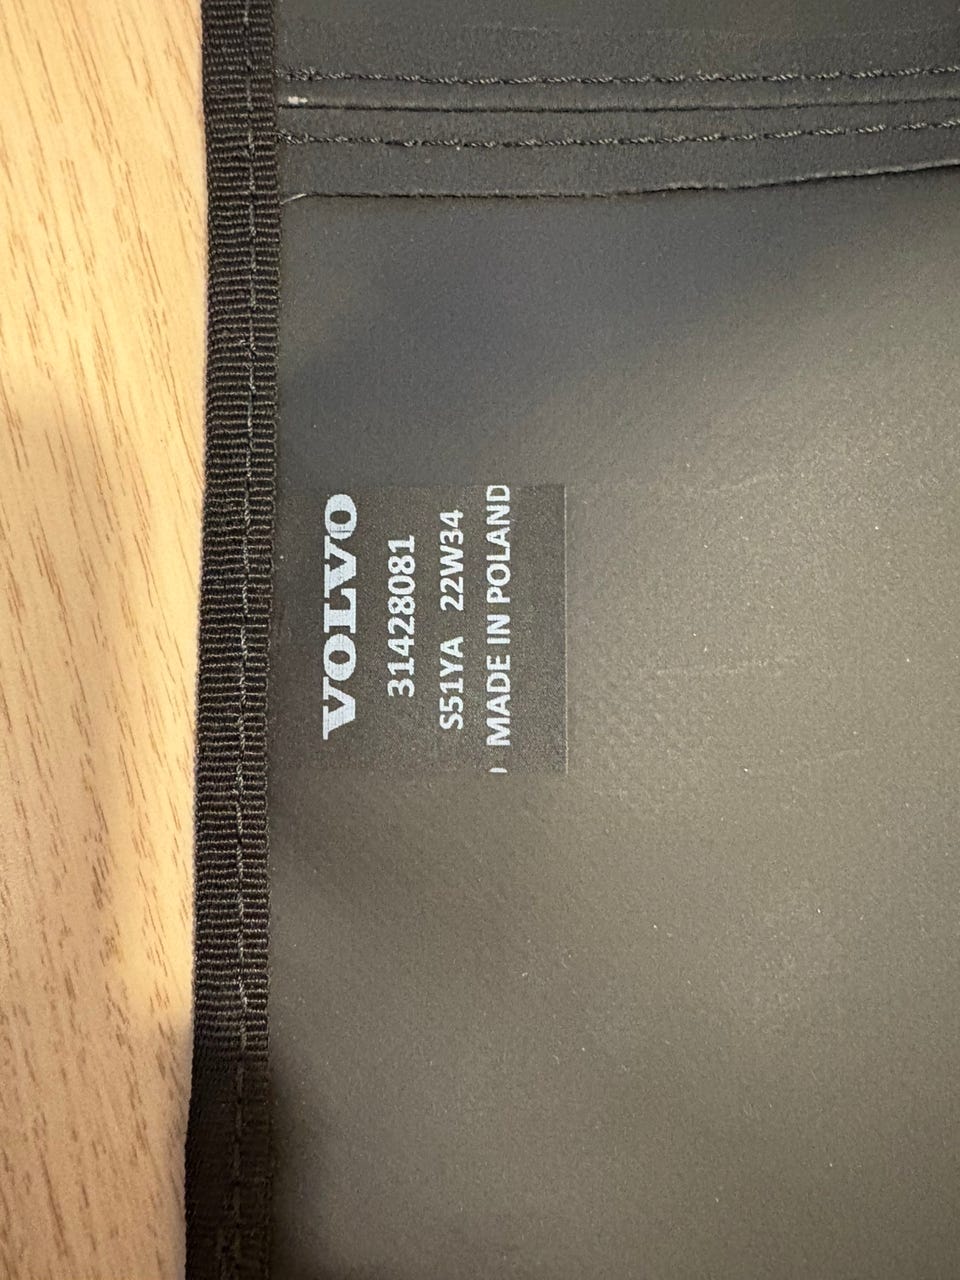 VOLVO
31428081
S51YA 22W34
MADE IN POLAND